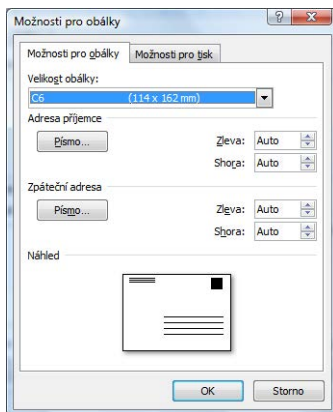 Možnosti pro obálky
Možnosti pro obálky Možnosti pro tisk
Velikost obálky:
C6 (114 x 162 mm)
Adresa příjemce
Písmo... Zleva: Auto
Shora: Auto
Zpáteční adresa
Písmo... Zleva: Auto
Shora: Auto
Náhled
OK Storno